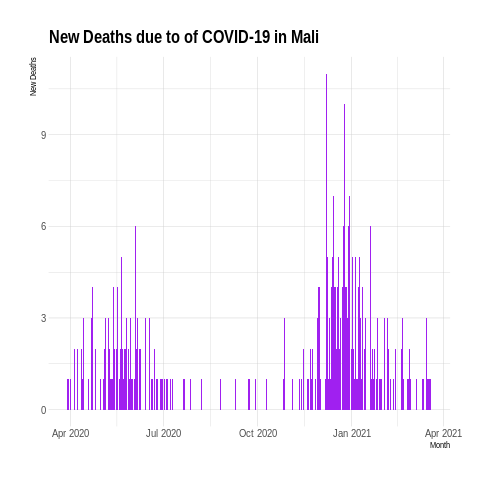 New Deaths due to of COVID-19 in Mali
New Deaths
9
6
3
0
Apr 2020 Jul 2020 Oct 2020 Jan 2021 Apr 2021
Month